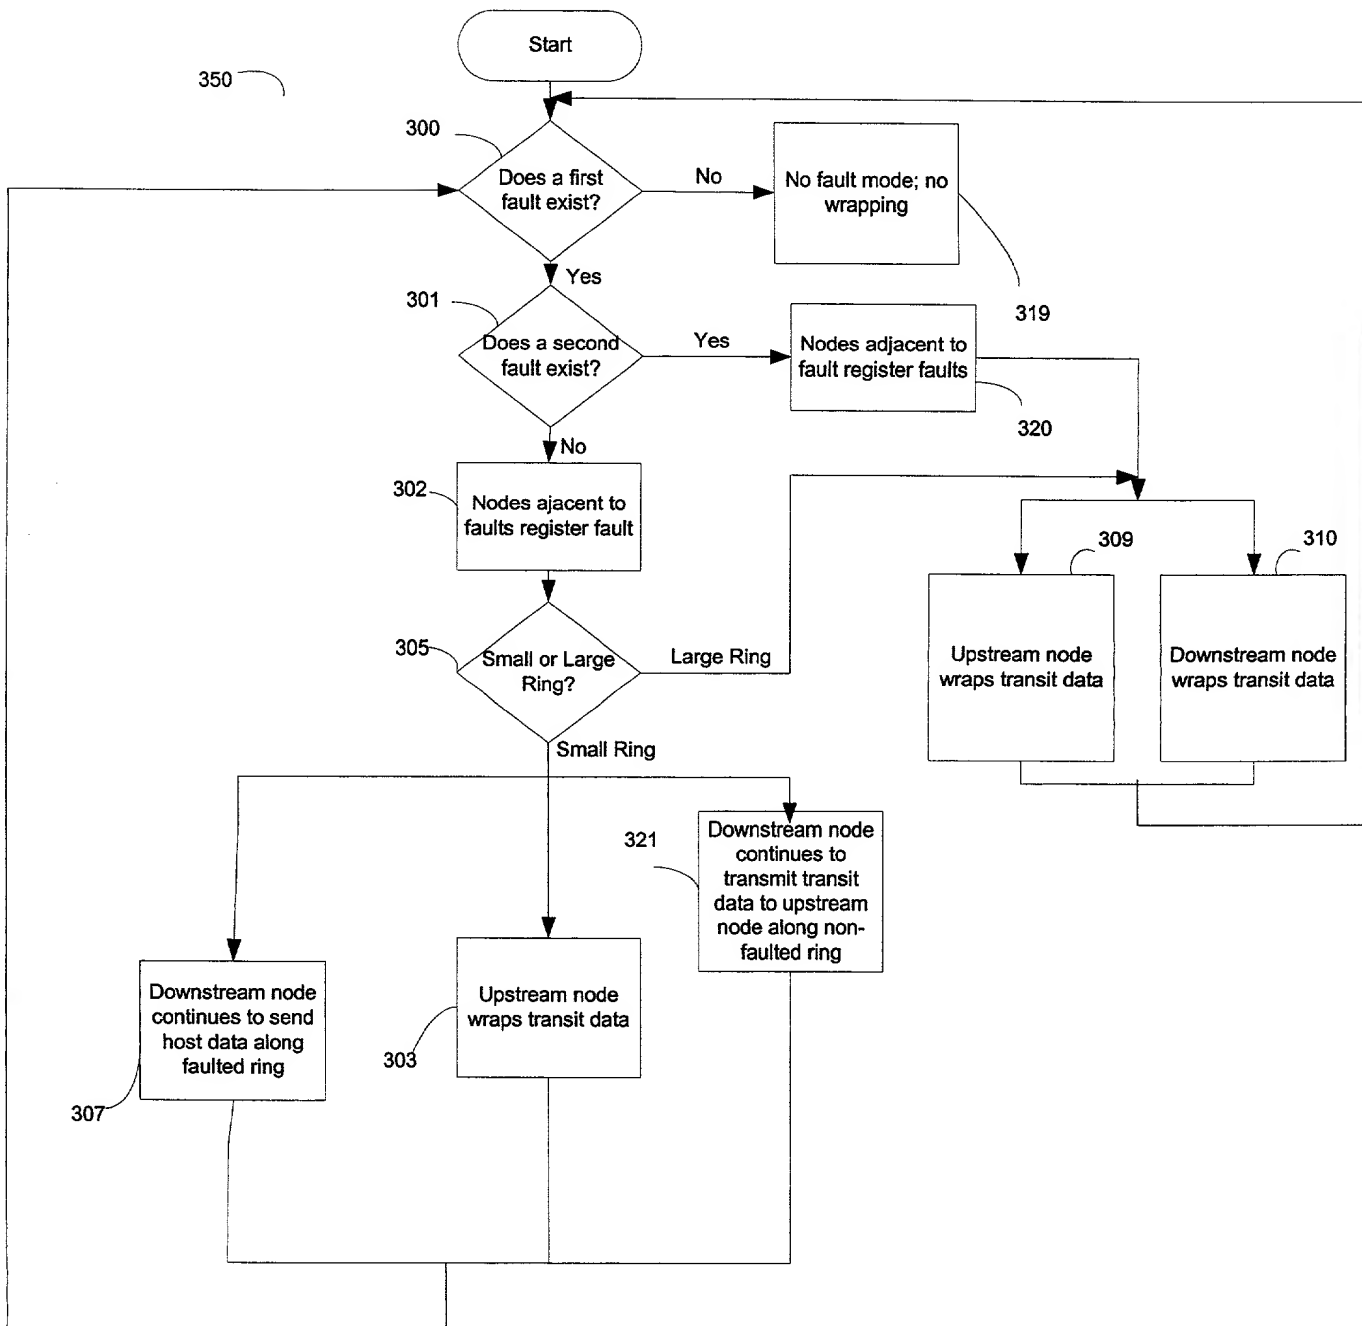 Start
350
300
Does a first
fault exist?
No
No fault mode; no
wrapping
319
Yes
301
Does a second
fault exist?
Yes
Nodes adjacent to
fault register faults
320
No
302
Nodes ajacent to
faults register fault
305
Small or Large
Ring?
Large Ring
Small Ring
309
310
Upstream node
wraps transit data
Downstream node
wraps transit data
321
Downstream node
continues to
transmit transit
data to upstream
node along non-
faulted ring
Downstream node
continues to send
host data along
faulted ring
307
Upstream node
wraps transit data
303